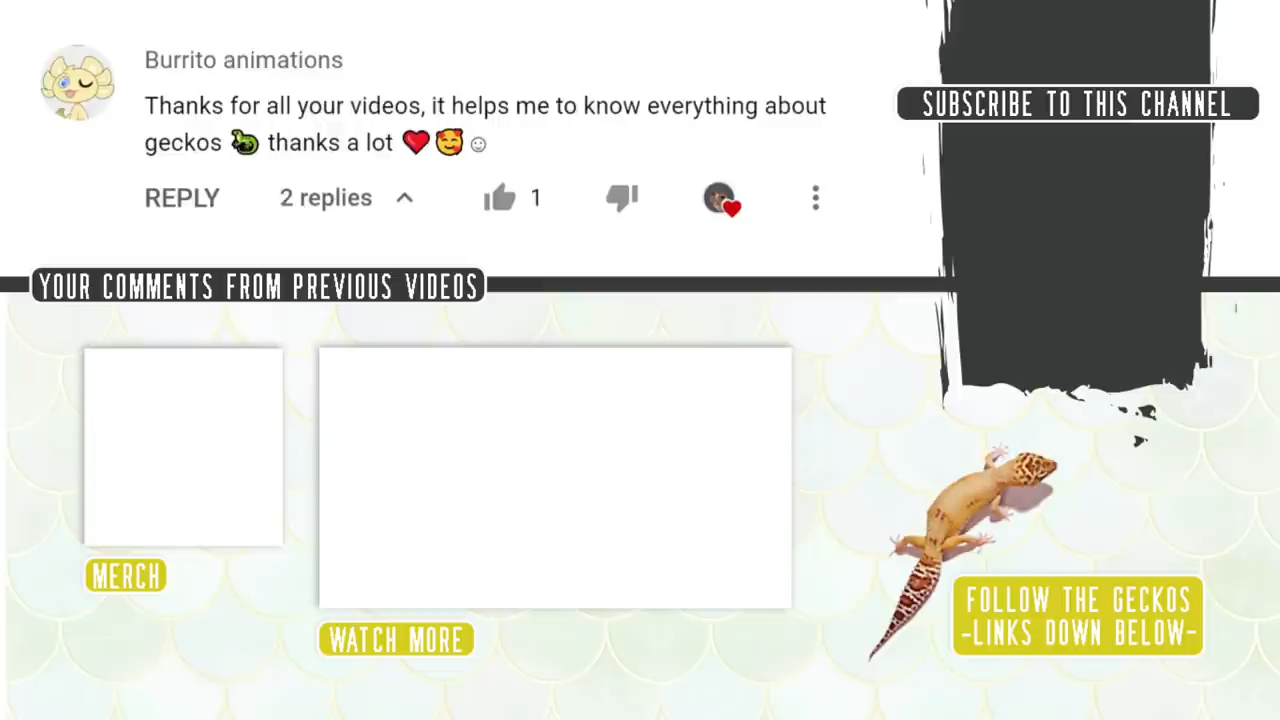 Burrito animations
Thanks for all your videos, it helps me to know everything about
geckos 🦎 thanks a lot ❤️🥰☺
REPLY 2 replies 1
SUBSCRIBE TO THIS CHANNEL
YOUR COMMENTS FROM PREVIOUS VIDEOS
MERCH
WATCH MORE
FOLLOW THE GECKOS
-LINKS DOWN BELOW-